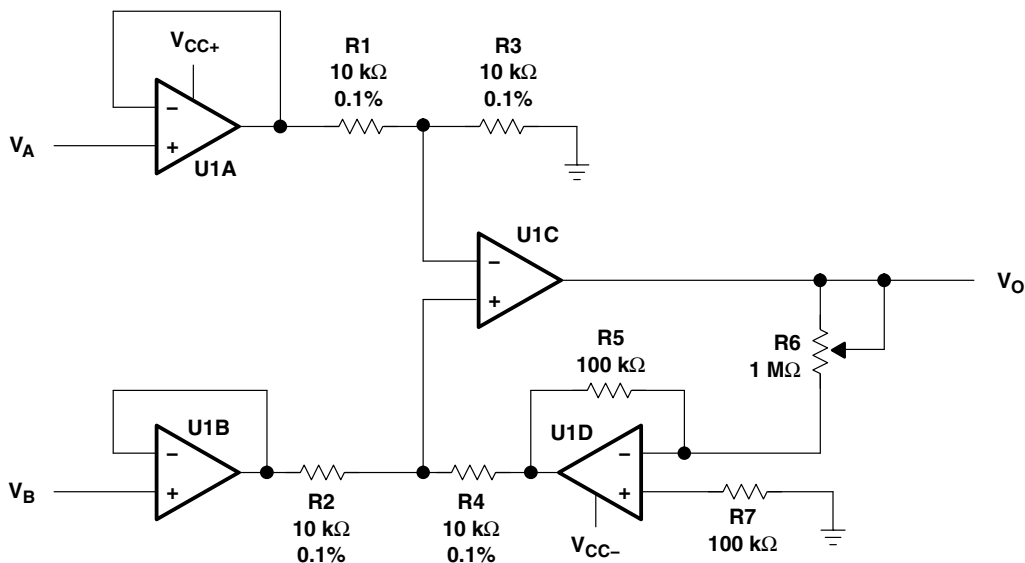 VCC+
R1
10 kΩ
0.1%
R3
10 kΩ
0.1%
−
+
VA
U1A
U1C
−
+
VO
R6
1 MΩ
R5
100 kΩ
U1B
−
+
VB
U1D
−
+
R2
10 kΩ
0.1%
R4
10 kΩ
0.1%
VCC−
R7
100 kΩ